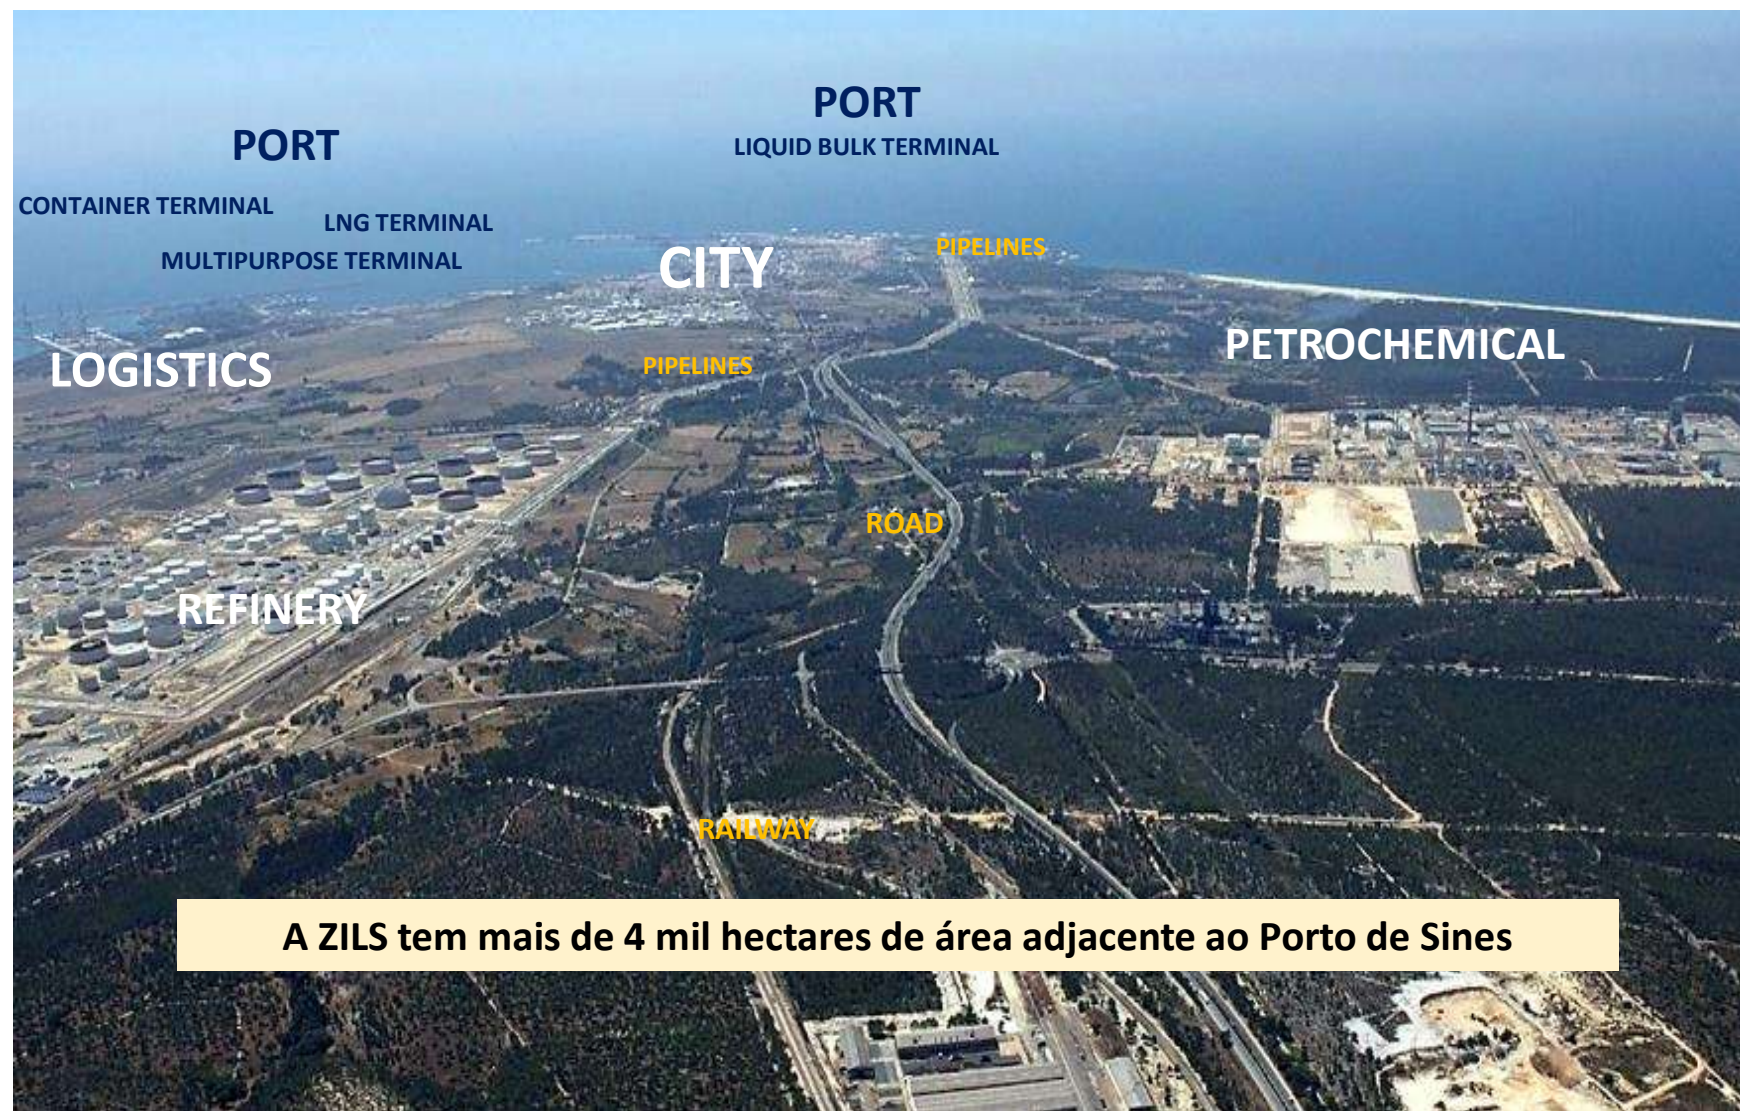 PORT
LIQUID BULK TERMINAL
PORT
CONTAINER TERMINAL
LNG TERMINAL
MULTIPURPOSE TERMINAL
CITY
PIPELINES
LOGISTICS
PIPELINES
PETROCHEMICAL
ROAD
REFINERY
RAILWAY
A ZILS tem mais de 4 mil hectares de área adjacente ao Porto de Sines